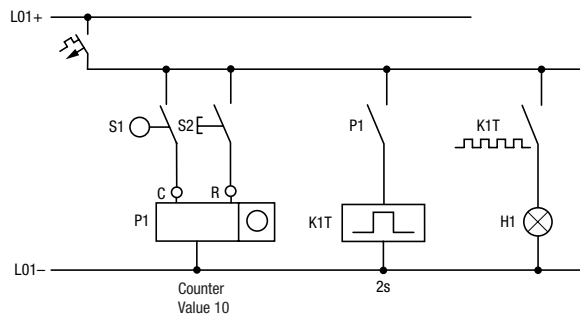 L01+
S1
S2
P1
K1T
C
R
P1
K1T
H1
L01–
Counter
Value 10
2s